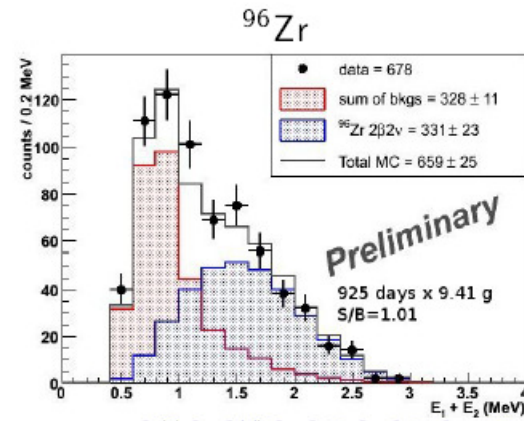 ⁹⁶Zr
counts / 0.2 MeV
120
100
80
60
40
20
0
data = 678
sum of bkgs = 328 ± 11
⁹⁶Zr 2β2ν = 331 ± 23
Total MC = 659 ± 25
Preliminary
925 days x 9.41 g
S/B=1.01
0 0.5 1 1.5 2 2.5 3 3.5 4
E₁ + E₂ (MeV)